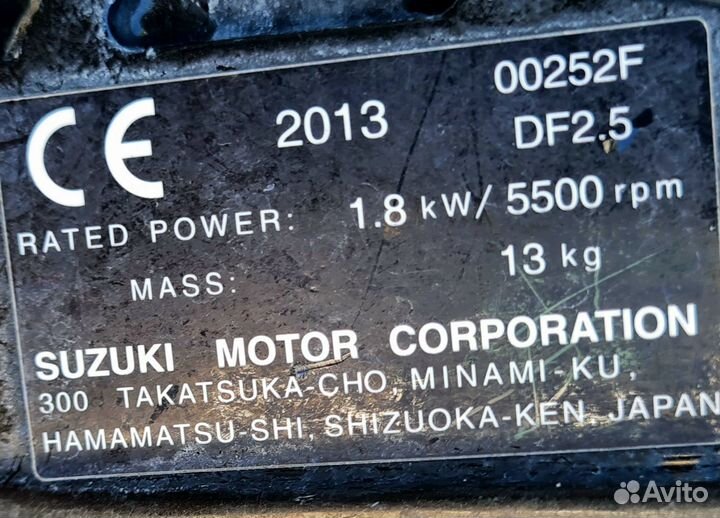 CE 2013 00252F
DF2.5
RATED POWER: 1.8 kW/ 5500 rpm
MASS: 13 kg
SUZUKI MOTOR CORPORATION
300 TAKATSUKA-CHO, MINAMI-KU,
HAMAMATSU-SHI, SHIZUOKA-KEN, JAPAN
Avito